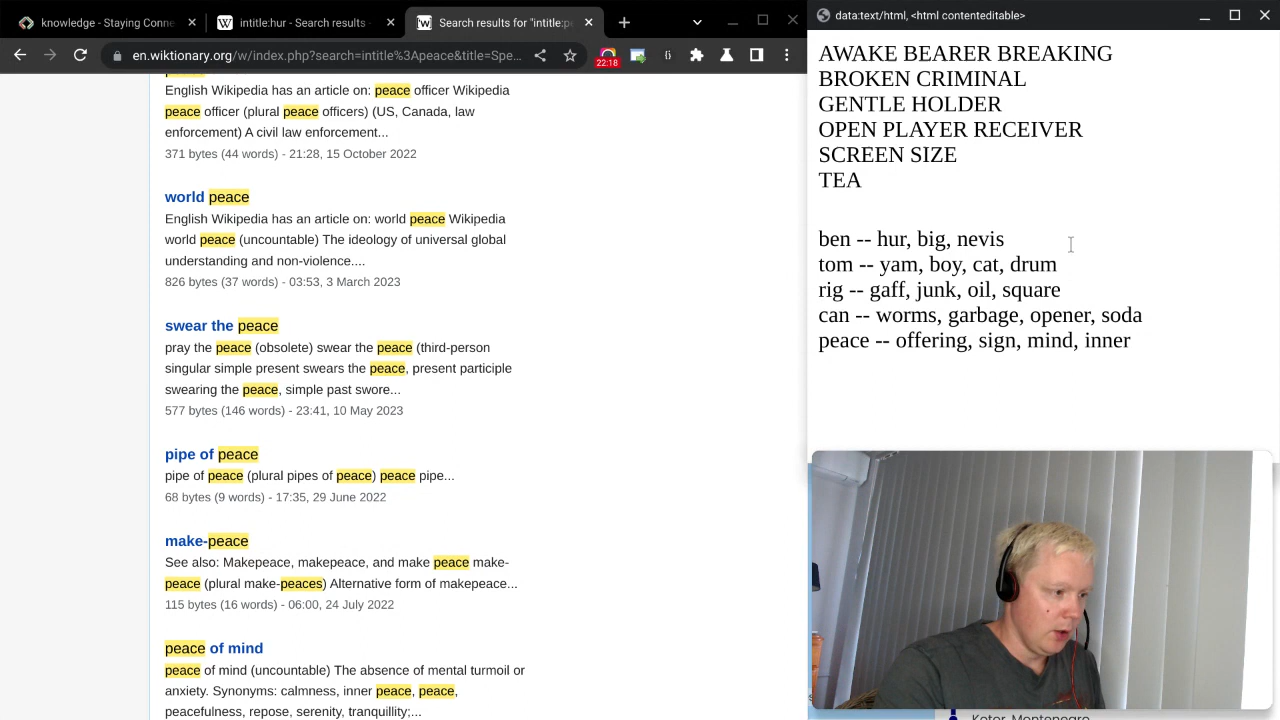 knowledge - Staying Conne
intitle:hur - Search results -
Search results for "intitle:pe
data:text/html, <html contenteditable>
en.wiktionary.org/w/index.php?search=intitle%3Apeace&title=Spe...
22:18
peace
English Wikipedia has an article on: peace officer Wikipedia
peace officer (plural peace officers) (US, Canada, law
enforcement) A civil law enforcement...
371 bytes (44 words) - 21:28, 15 October 2022
world peace
English Wikipedia has an article on: world peace Wikipedia
world peace (uncountable) The ideology of universal global
understanding and non-violence....
826 bytes (37 words) - 03:53, 3 March 2023
swear the peace
pray the peace (obsolete) swear the peace (third-person
singular simple present swears the peace, present participle
swearing the peace, simple past swore...
577 bytes (146 words) - 23:41, 10 May 2023
pipe of peace
pipe of peace (plural pipes of peace) peace pipe...
68 bytes (9 words) - 17:35, 29 June 2022
make-peace
See also: Makepeace, makepeace, and make peace make-
peace (plural make-peaces) Alternative form of makepeace...
115 bytes (16 words) - 06:00, 24 July 2022
peace of mind
peace of mind (uncountable) The absence of mental turmoil or
anxiety. Synonyms: calmness, inner peace, peace,
peacefulness, repose, serenity, tranquillity;...
AWAKE BEARER BREAKING
BROKEN CRIMINAL
GENTLE HOLDER
OPEN PLAYER RECEIVER
SCREEN SIZE
TEA
ben -- hur, big, nevis
tom -- yam, boy, cat, drum
rig -- gaff, junk, oil, square
can -- worms, garbage, opener, soda
peace -- offering, sign, mind, inner
Kotor, Montenegro